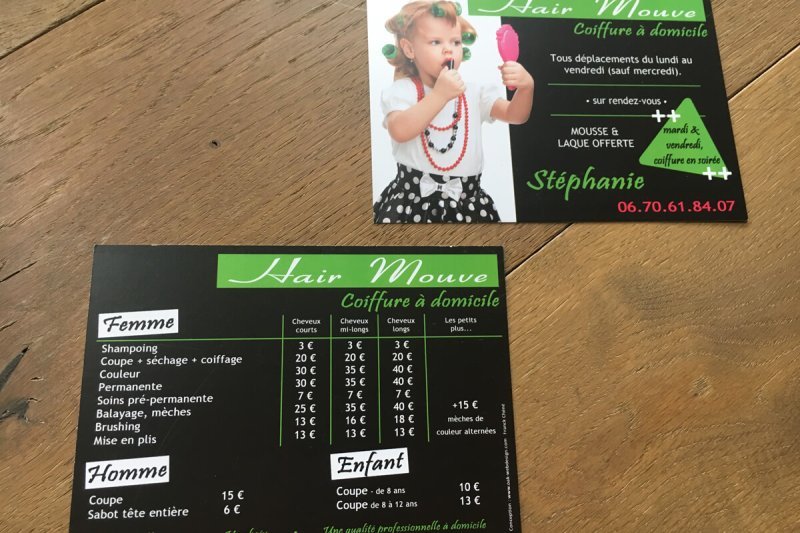 Hair Mouve
Coiffure à domicile
Tous déplacements du lundi au
vendredi (sauf mercredi).
• sur rendez-vous •
MOUSSE &
LAQUE OFFERTE
++
mardi &
vendredi,
coiffure en soirée
++
Stéphanie
06.70.61.84.07
Hair Mouve
Coiffure à domicile
Femme Cheveux courts Cheveux mi-longs Cheveux longs Les petits plus...
Shampoing 3 € 3 € 3 €
Coupe + séchage + coiffage 20 € 20 € 20 €
Couleur 30 € 35 € 40 €
Permanente 30 € 35 € 40 €
Soins pré-permanente 7 € 7 € 7 €
Balayage, mèches 25 € 35 € 40 €
Brushing 13 € 16 € 18 €
Mise en plis 13 € 13 € 13 €
+15 €
mèches de
couleur alternées
Homme
Coupe 15 €
Sabot tête entière 6 €
Enfant
Coupe - de 8 ans 10 €
Coupe de 8 à 12 ans 13 €
Une qualité professionnelle à domicile